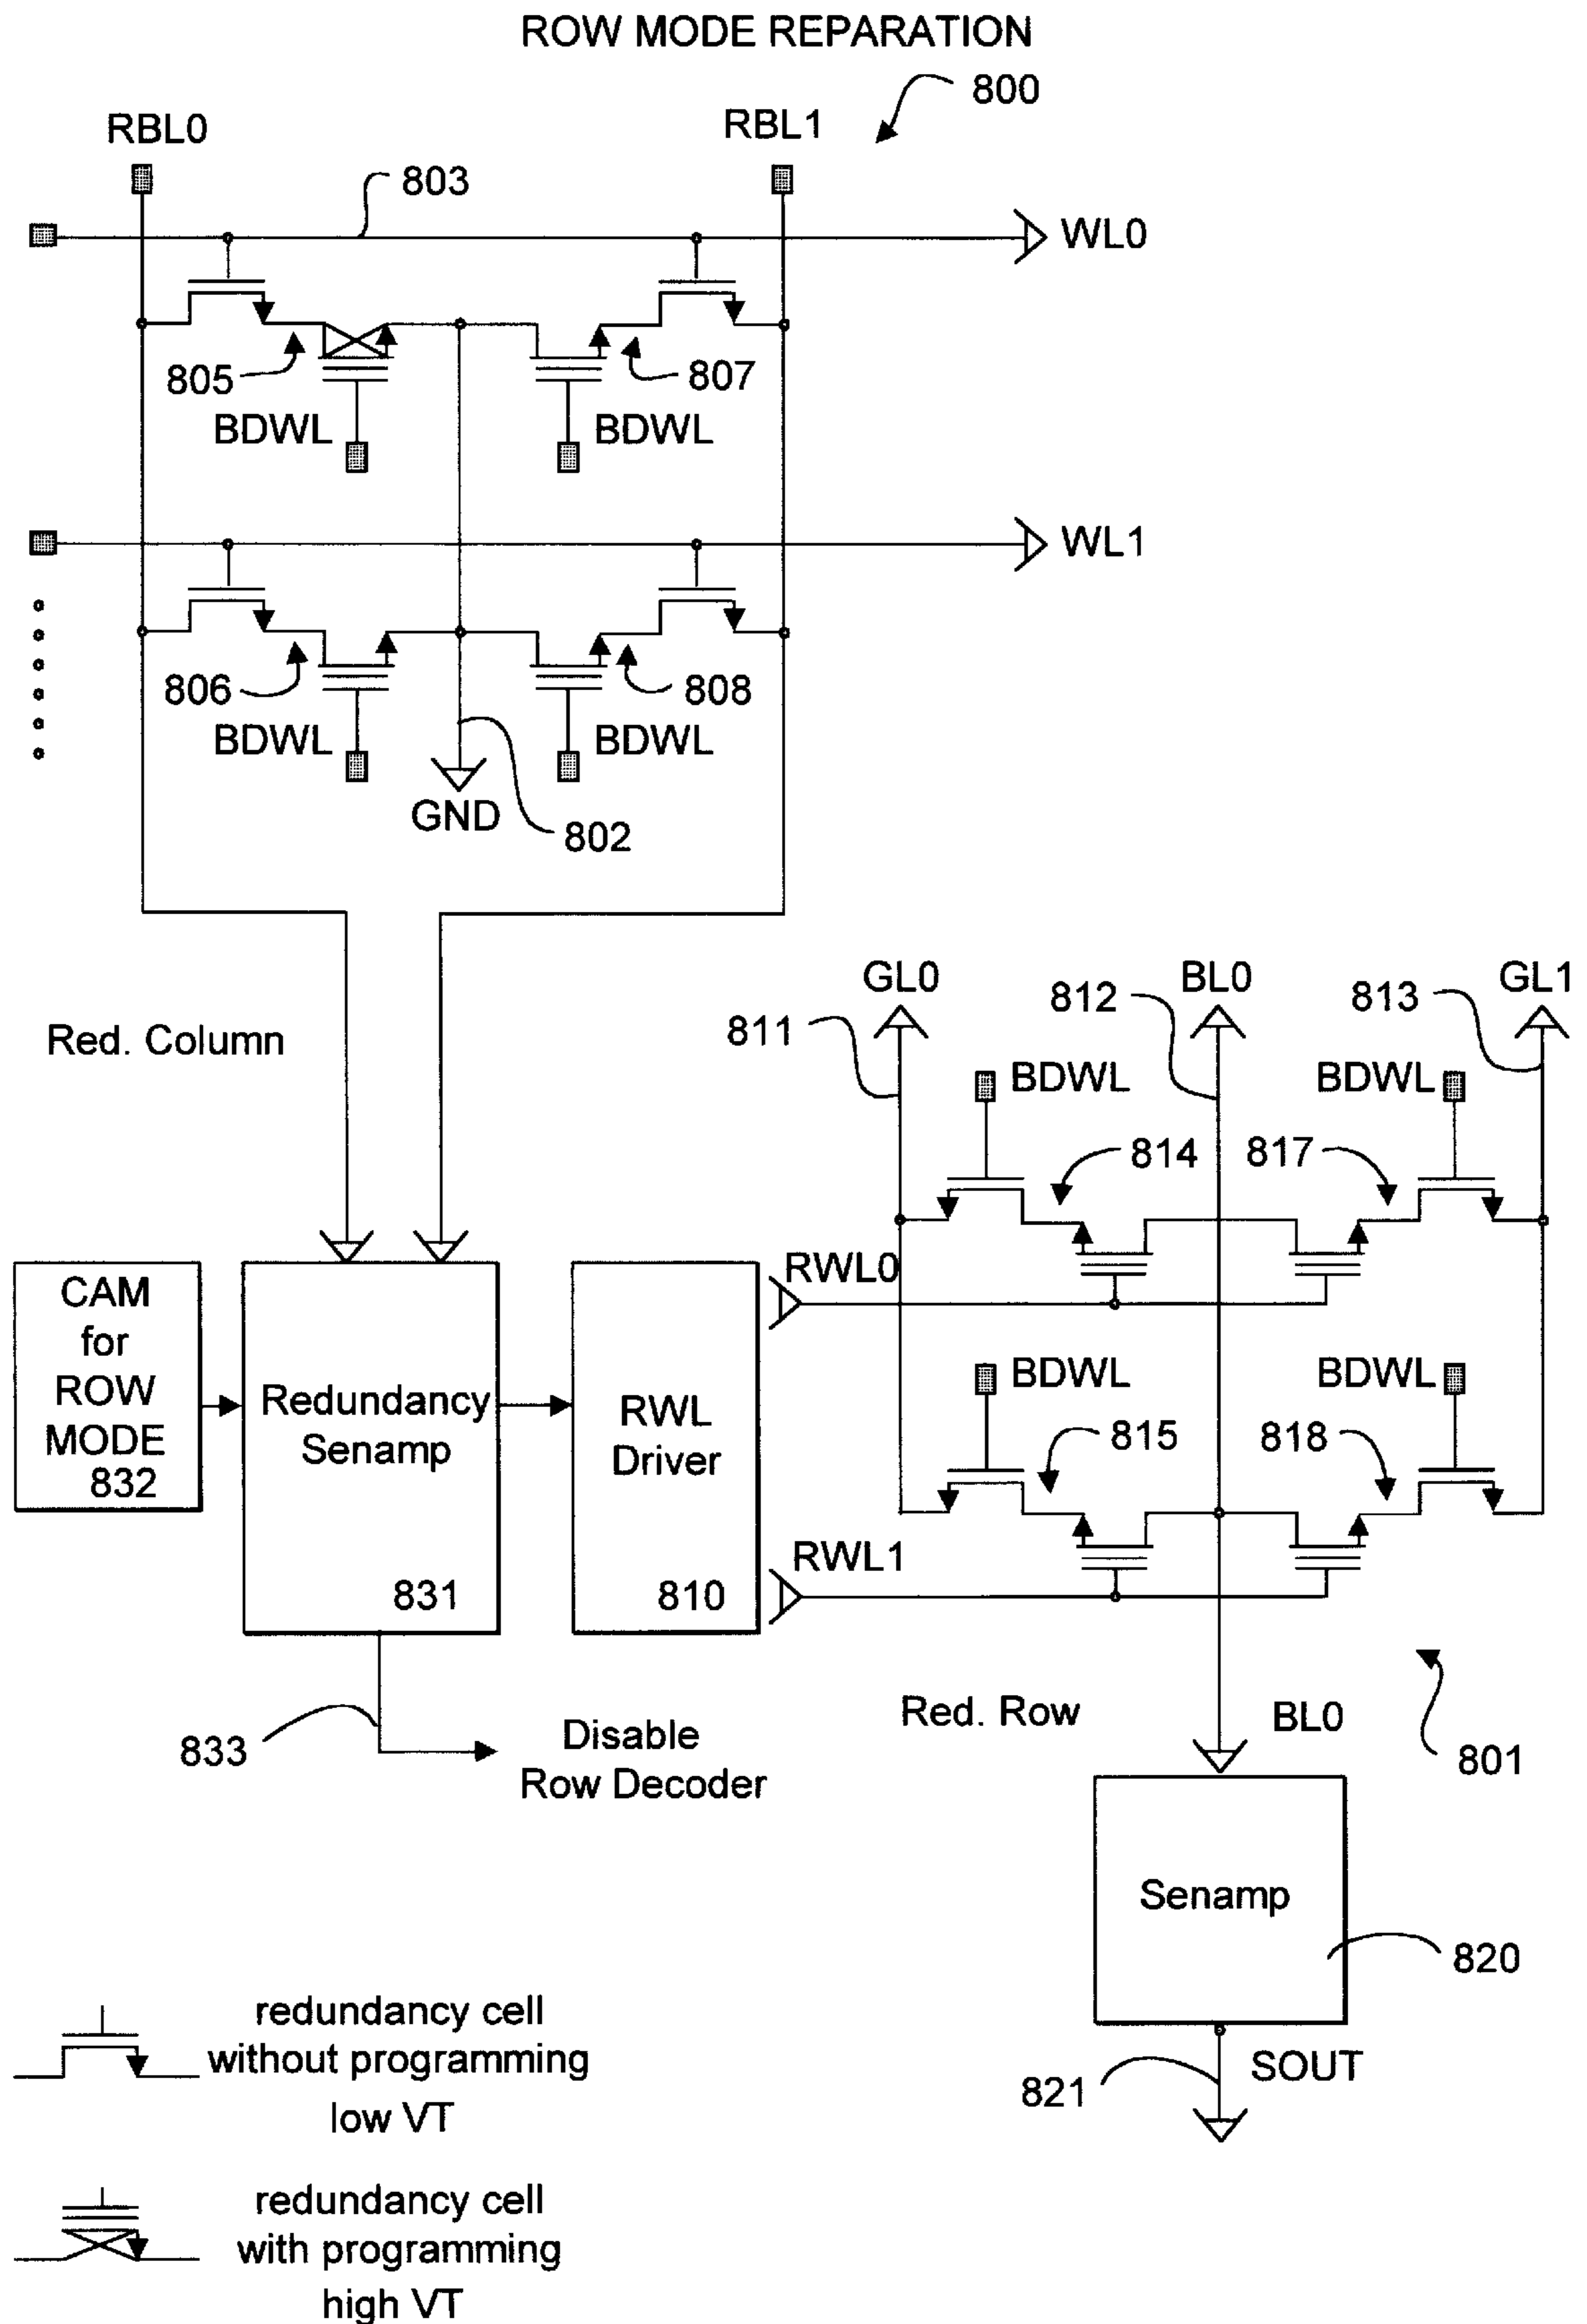 ROW MODE REPARATION
800
RBL0
RBL1
803
WL0
805
807
BDWL
BDWL
WL1
806
808
BDWL
BDWL
GND
802
GL0
BL0
GL1
812
813
811
Red. Column
BDWL
BDWL
814
817
RWL0
CAM
for
ROW
MODE
832
Redundancy
Senamp
831
RWL
Driver
810
BDWL
BDWL
815
818
RWL1
Red. Row
BL0
833
Disable
Row Decoder
801
Senamp
820
redundancy cell
without programming
low VT
SOUT
821
redundancy cell
with programming
high VT